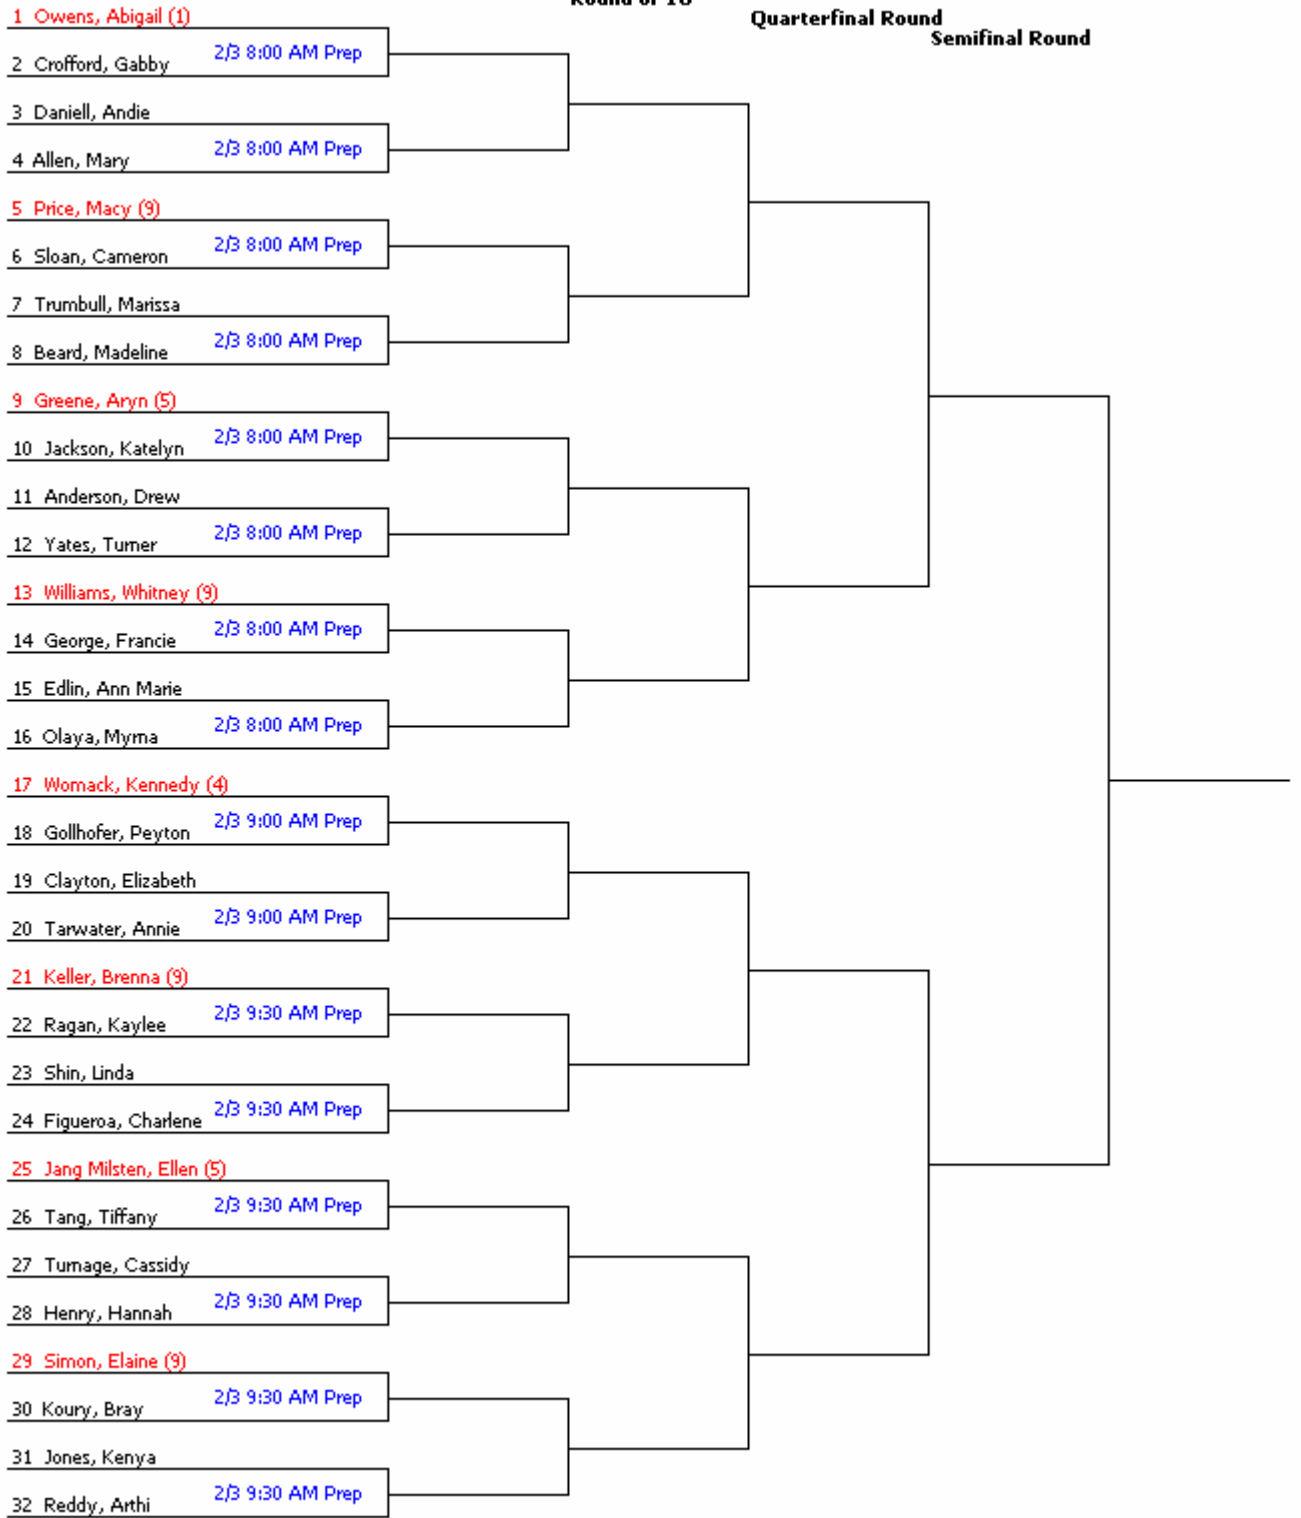 Quarterfinal Round
Semifinal Round
1 Owens, Abigail (1)
2/3 8:00 AM Prep
2 Crofford, Gabby
3 Daniell, Andie
2/3 8:00 AM Prep
4 Allen, Mary
5 Price, Macy (9)
2/3 8:00 AM Prep
6 Sloan, Cameron
7 Trumbull, Marissa
2/3 8:00 AM Prep
8 Beard, Madeline
9 Greene, Aryn (5)
2/3 8:00 AM Prep
10 Jackson, Katelyn
11 Anderson, Drew
2/3 8:00 AM Prep
12 Yates, Turner
13 Williams, Whitney (9)
2/3 8:00 AM Prep
14 George, Francie
15 Edlin, Ann Marie
2/3 8:00 AM Prep
16 Olaya, Myrna
17 Womack, Kennedy (4)
2/3 9:00 AM Prep
18 Gollhofer, Peyton
19 Clayton, Elizabeth
2/3 9:00 AM Prep
20 Tarwater, Annie
21 Keller, Brenna (9)
2/3 9:30 AM Prep
22 Ragan, Kaylee
23 Shin, Linda
2/3 9:30 AM Prep
24 Figueroa, Charlene
25 Jang Milsten, Ellen (5)
2/3 9:30 AM Prep
26 Tang, Tiffany
27 Turnage, Cassidy
2/3 9:30 AM Prep
28 Henry, Hannah
29 Simon, Elaine (9)
2/3 9:30 AM Prep
30 Koury, Bray
31 Jones, Kenya
2/3 9:30 AM Prep
32 Reddy, Arthi